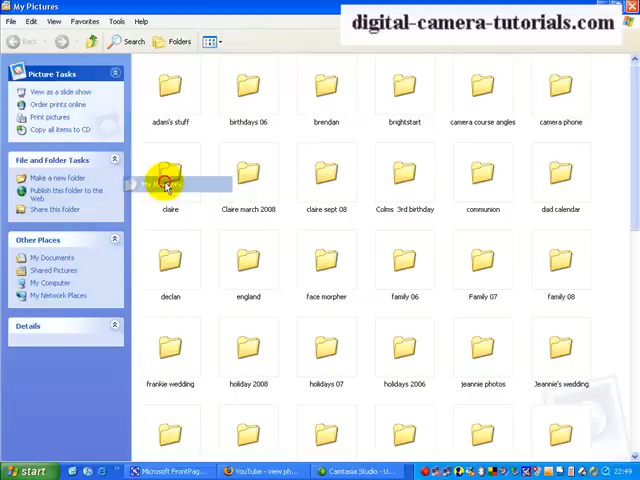 My Pictures
digital-camera-tutorials.com
File Edit View Favorites Tools Help
Back Search Folders
Picture Tasks
View as a slide show
Order prints online
Print pictures
Copy all items to CD
File and Folder Tasks
Make a new folder
Publish this folder to the
Web
Share this folder
Other Places
My Documents
Shared Pictures
My Computer
My Network Places
Details
adam's stuff birthdays 06 brendan brightstart camera course angles camera phone
My Pictures
claire Claire march 2008 claire sept 08 Colms 3rd birthday communion dad calendar
declan england face morpher family 06 Family 07 family 08
frankie wedding holiday 2008 holidays 07 holidays 2006 jeannie photos Jeannie's wedding
start Microsoft FrontPag... YouTube - view ph... Camtasia Studio - U... 22:49